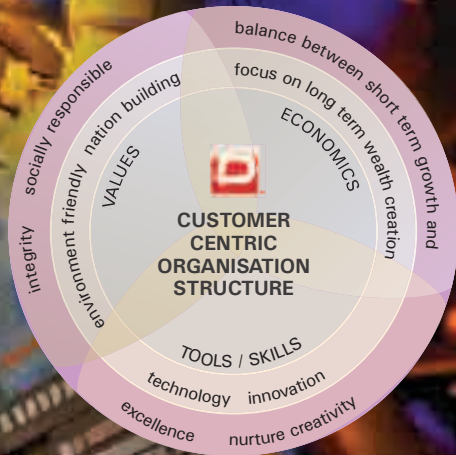 balance between short term growth and
focus on long term wealth creation
ECONOMICS
integrity socially responsible
environment friendly nation building
VALUES
CUSTOMER
CENTRIC
ORGANISATION
STRUCTURE
TOOLS / SKILLS
technology innovation
excellence nurture creativity